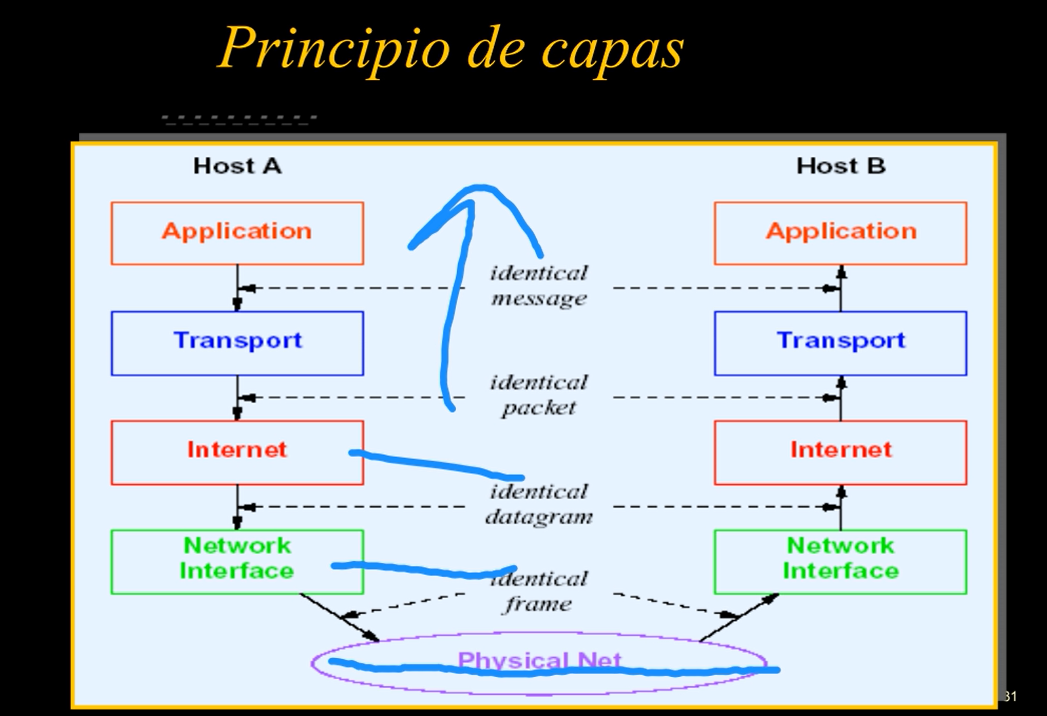 Principio de capas
Host A
Host B
Application
Application
identical
message
Transport
Transport
identical
packet
Internet
Internet
identical
datagram
Network
Interface
Network
Interface
identical
frame
Physical Net
31